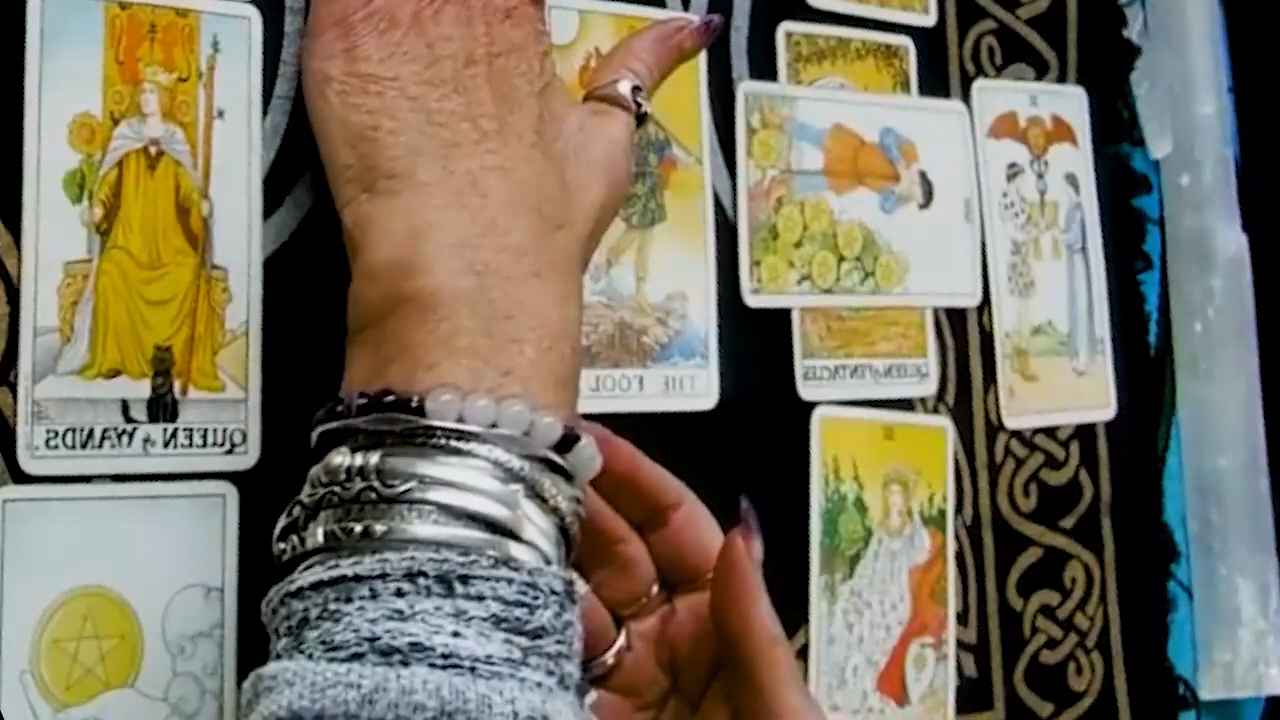 QUEEN of WANDS.
THE FOOL
QUEEN of PENTACLES